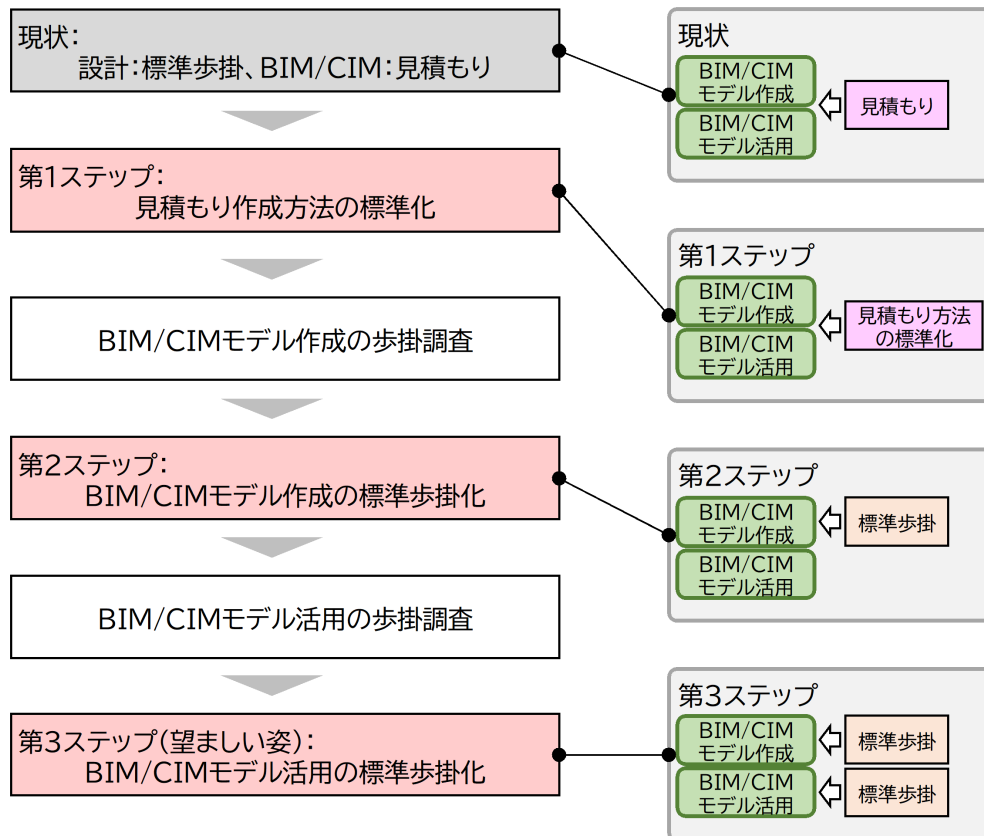 現状:
設計:標準歩掛、BIM/CIM:見積もり
第1ステップ:
見積もり作成方法の標準化
BIM/CIMモデル作成の歩掛調査
第2ステップ:
BIM/CIMモデル作成の標準歩掛化
BIM/CIMモデル活用の歩掛調査
第3ステップ(望ましい姿):
BIM/CIMモデル活用の標準歩掛化
現状
BIM/CIM
モデル作成
BIM/CIM
モデル活用
見積もり
第1ステップ
BIM/CIM
モデル作成
BIM/CIM
モデル活用
見積もり方法
の標準化
第2ステップ
BIM/CIM
モデル作成
BIM/CIM
モデル活用
標準歩掛
第3ステップ
BIM/CIM
モデル作成
標準歩掛
BIM/CIM
モデル活用
標準歩掛